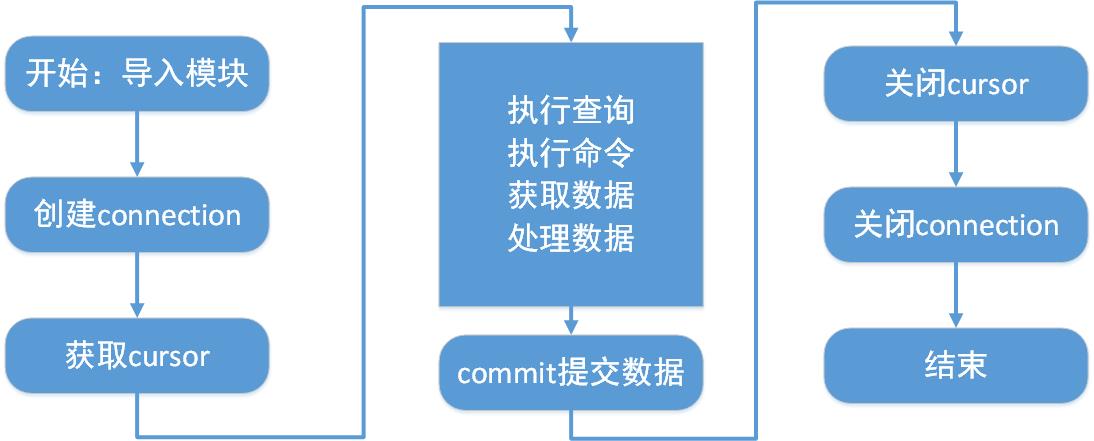 开始：导入模块
创建connection
获取cursor
执行查询
执行命令
获取数据
处理数据
commit提交数据
关闭cursor
关闭connection
结束